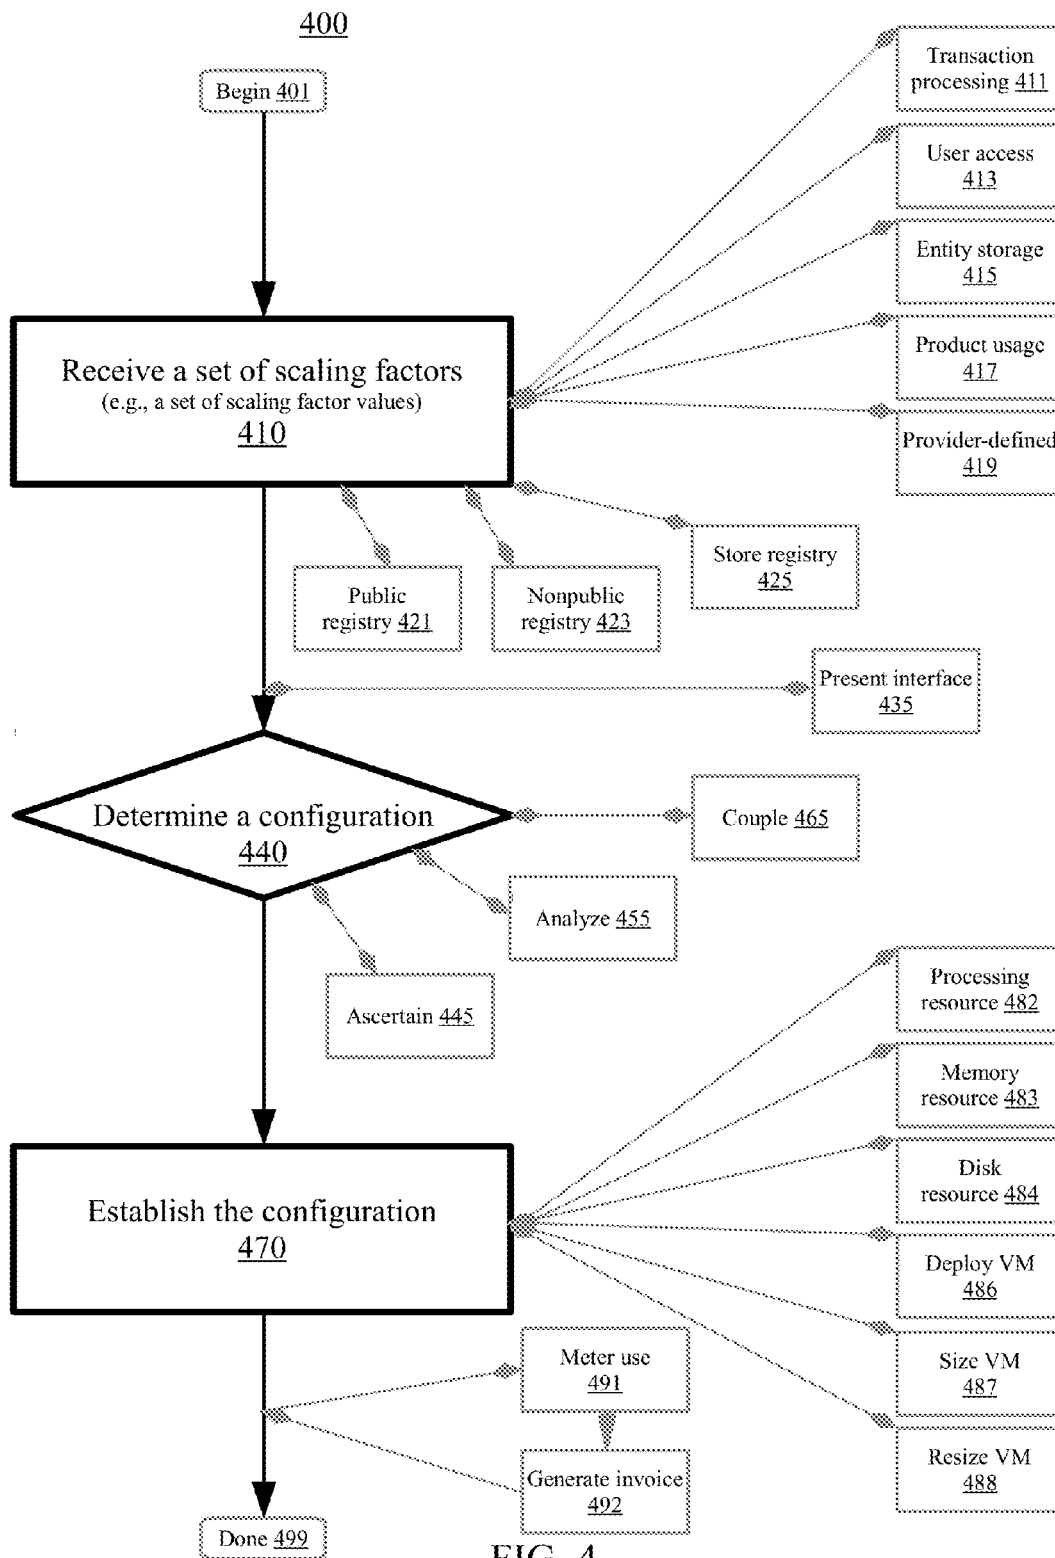 400
Begin 401
Transaction
processing 411
User access
413
Entity storage
415
Product usage
417
Provider-defined
419
Receive a set of scaling factors
(e.g., a set of scaling factor values)
410
Store registry
425
Public
registry 421
Nonpublic
registry 423
Present interface
435
Determine a configuration
440
Couple 465
Analyze 455
Ascertain 445
Processing
resource 482
Memory
resource 483
Disk
resource 484
Deploy VM
486
Size VM
487
Resize VM
488
Establish the configuration
470
Meter use
491
Generate invoice
492
Done 499
FIG. 4